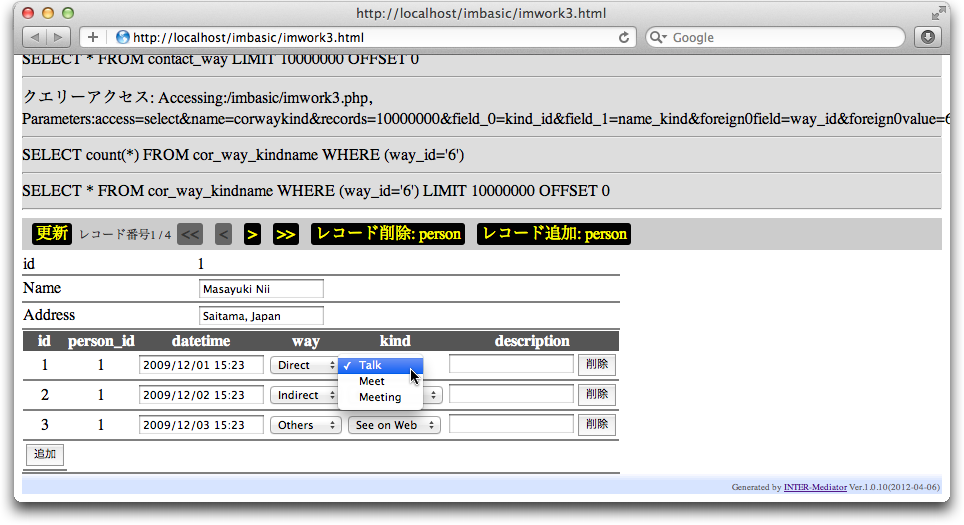 http://localhost/imbasic/imwork3.html
http://localhost/imbasic/imwork3.html
Google
SELECT * FROM contact_way LIMIT 10000000 OFFSET 0
クエリーアクセス: Accessing:/imbasic/imwork3.php,
Parameters:access=select&name=corwaykind&records=10000000&field_0=kind_id&field_1=name_kind&foreign0field=way_id&foreign0value=6
SELECT count(*) FROM cor_way_kindname WHERE (way_id='6')
SELECT * FROM cor_way_kindname WHERE (way_id='6') LIMIT 10000000 OFFSET 0
更新 レコード番号1 / 4 << < > >> レコード削除: person レコード追加: person
id 1
Name Masayuki Nii
Address Saitama, Japan
id person_id datetime way kind description
1 1 2009/12/01 15:23 Direct ✓ Talk 削除
Meet
2 1 2009/12/02 15:23 Indirect Meeting 削除
3 1 2009/12/03 15:23 Others See on Web 削除
追加
Generated by INTER-Mediator Ver.1.0.10(2012-04-06)